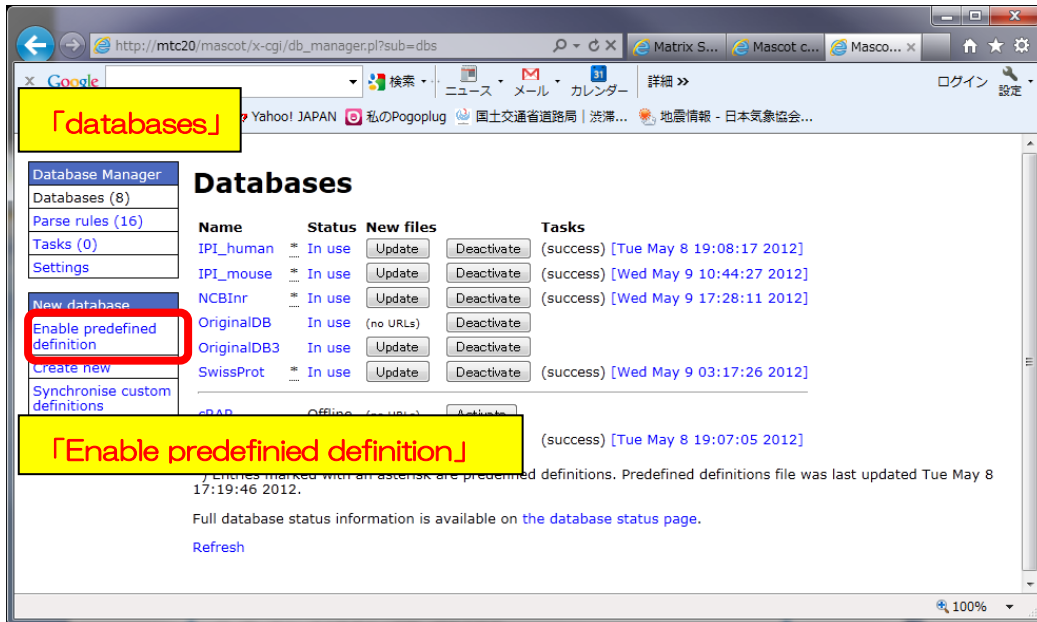 http://mtc20/mascot/x-cgi/db_manager.pl?sub=dbs
Matrix S...
Mascot c...
Masco...
Google
検索
ニュース
メール
31
カレンダー
詳細 »
ログイン
設定
「databases」
Yahoo! JAPAN
私のPogoplug
国土交通省道路局 | 渋滞...
地震情報 - 日本気象協会...
Database Manager
Databases (8)
Parse rules (16)
Tasks (0)
Settings
New database
Enable predefined
definition
Create new
Synchronise custom
definitions
Databases
Name Status New files Tasks
IPI_human * In use Update Deactivate (success) [Tue May 8 19:08:17 2012]
IPI_mouse * In use Update Deactivate (success) [Wed May 9 10:44:27 2012]
NCBInr * In use Update Deactivate (success) [Wed May 9 17:28:11 2012]
OriginalDB In use (no URLs) Deactivate
OriginalDB3 In use Update Deactivate
SwissProt * In use Update Deactivate (success) [Wed May 9 03:17:26 2012]
cRAP Offline (no URLs) Activate
(success) [Tue May 8 19:07:05 2012]
「Enable predefinied definition」
*) Entries marked with an asterisk are predefined definitions. Predefined definitions file was last updated Tue May 8
17:19:46 2012.
Full database status information is available on the database status page.
Refresh
100%